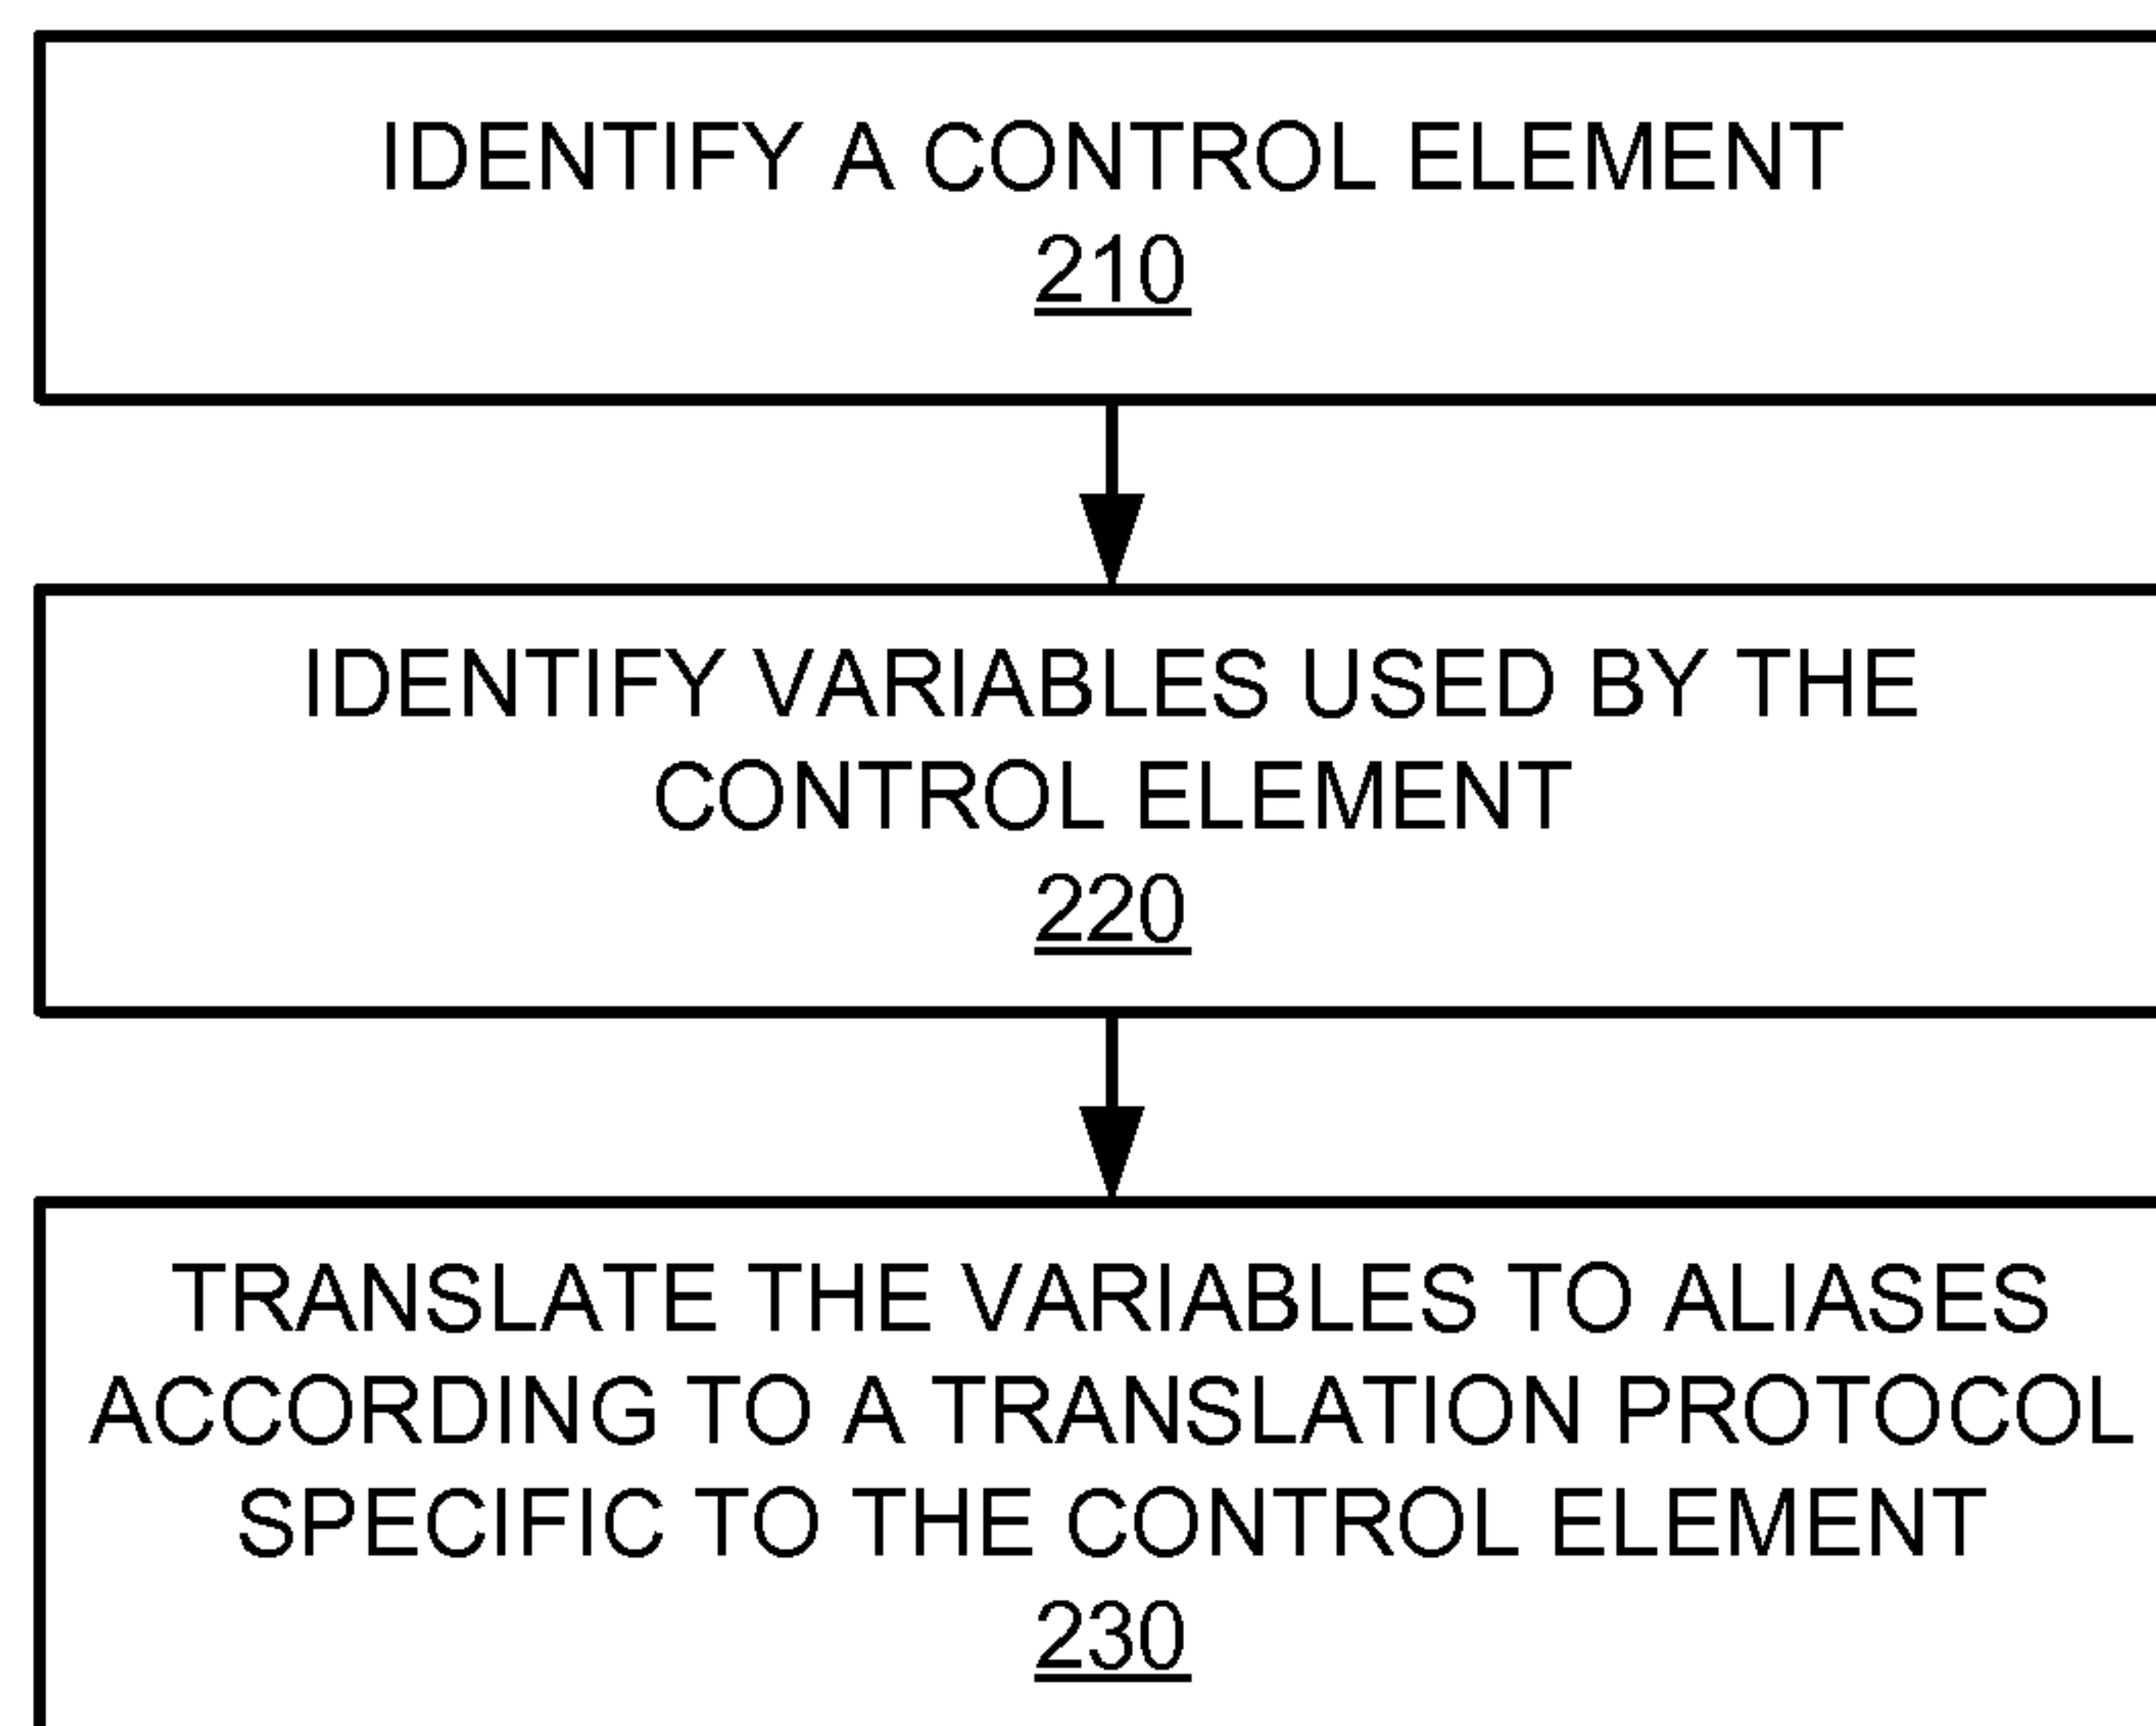 IDENTIFY A CONTROL ELEMENT
210
IDENTIFY VARIABLES USED BY THE
CONTROL ELEMENT
220
TRANSLATE THE VARIABLES TO ALIASES
ACCORDING TO A TRANSLATION PROTOCOL
SPECIFIC TO THE CONTROL ELEMENT
230